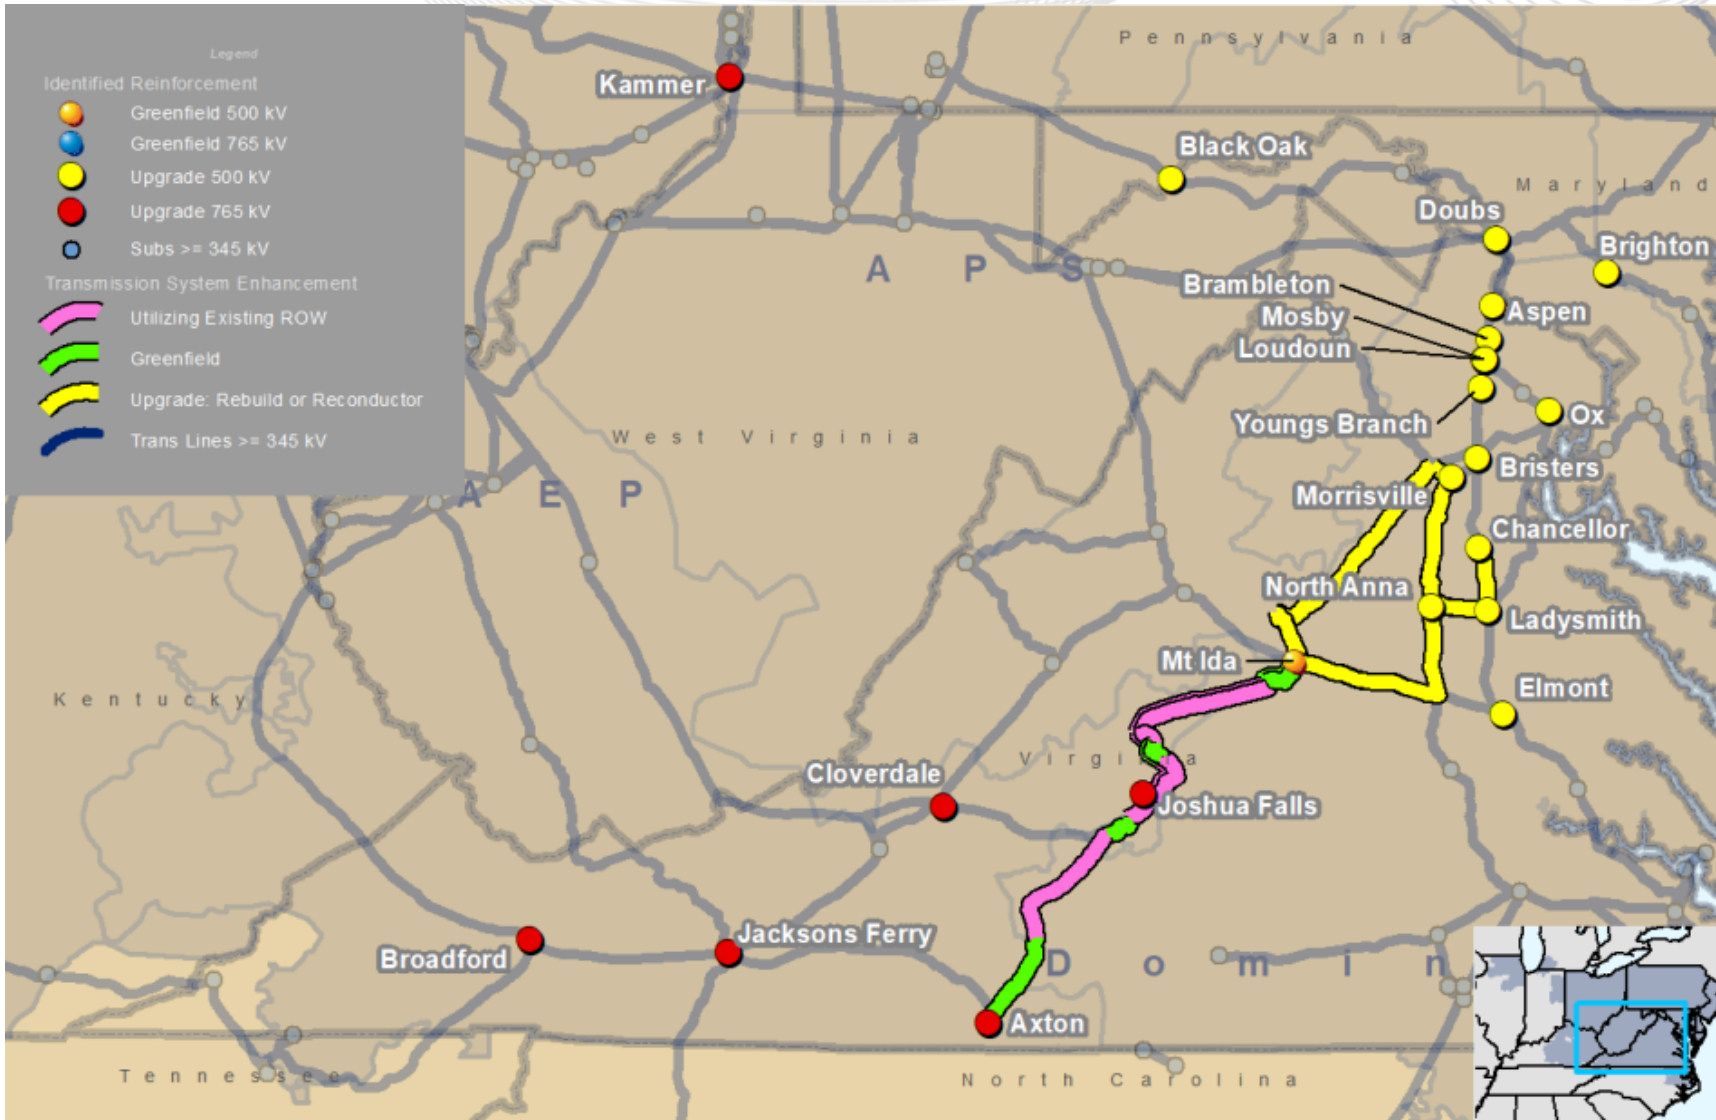 Legend
Identified Reinforcement
Greenfield 500 kV
Greenfield 765 kV
Upgrade 500 kV
Upgrade 765 kV
Subs >= 345 kV
Transmission System Enhancement
Utilizing Existing ROW
Greenfield
Upgrade: Rebuild or Reconductor
Trans Lines >= 345 kV
Pennsylvania
Kammer
Black Oak
Maryland
Doubs
Brighton
APS
Brambleton
Aspen
Mosby
Loudoun
Youngs Branch
Ox
West Virginia
Bristers
AEP
Morrisville
Chancellor
North Anna
Ladysmith
Mt Ida
Kentucky
Elmont
Virginia
Cloverdale
Joshua Falls
Jacksons Ferry
Broadford
Domin
Axton
Tennessee
North Carolina